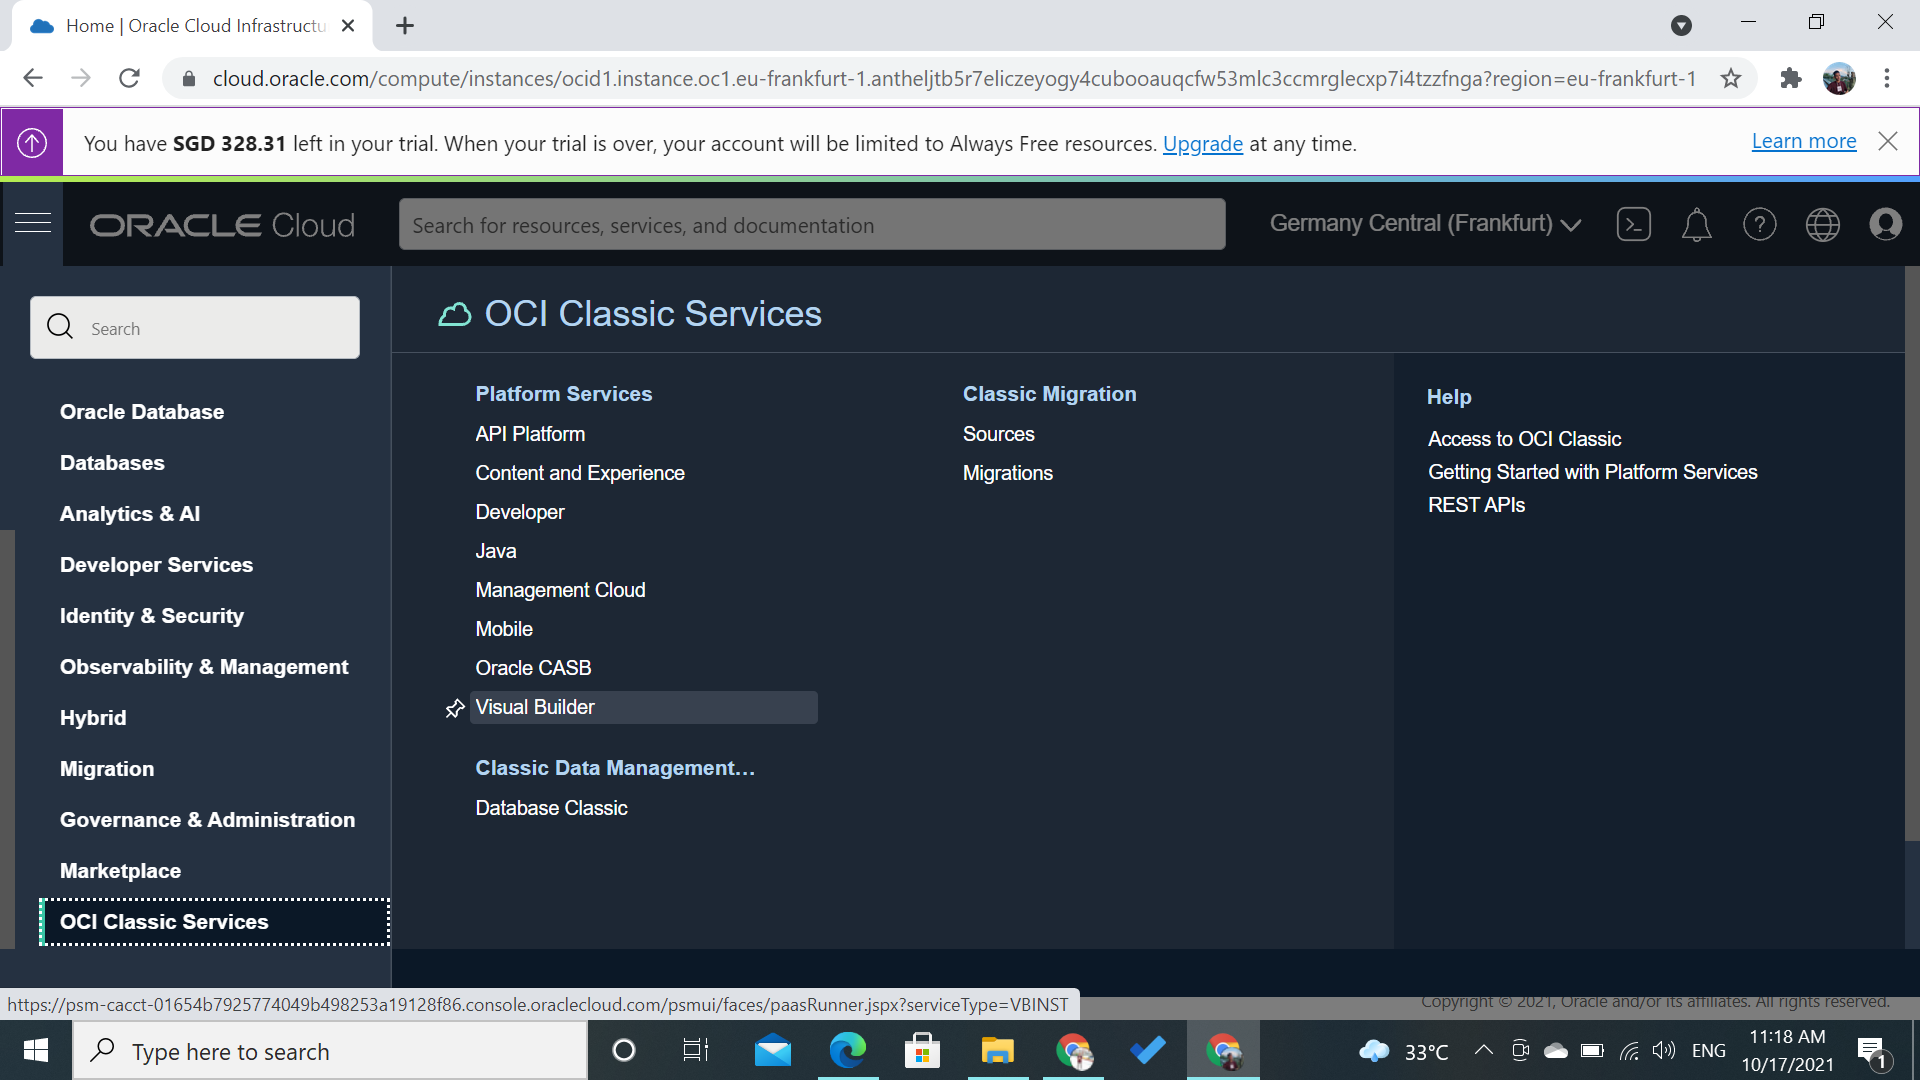 Home | Oracle Cloud Infrastructu
cloud.oracle.com/compute/instances/ocid1.instance.oc1.eu-frankfurt-1.antheljtb5r7eliczeyogy4cubooauqcfw53mlc3ccmrglecxp7i4tzzfnga?region=eu-frankfurt-1
You have SGD 328.31 left in your trial. When your trial is over, your account will be limited to Always Free resources. Upgrade at any time.
Learn more
ORACLE Cloud
Search for resources, services, and documentation
Germany Central (Frankfurt)
Search
Oracle Database
Databases
Analytics & AI
Developer Services
Identity & Security
Observability & Management
Hybrid
Migration
Governance & Administration
Marketplace
OCI Classic Services
OCI Classic Services
Platform Services
API Platform
Content and Experience
Developer
Java
Management Cloud
Mobile
Oracle CASB
Visual Builder
Classic Data Management...
Database Classic
Classic Migration
Sources
Migrations
Help
Access to OCI Classic
Getting Started with Platform Services
REST APIs
https://psm-cacct-01654b7925774049b498253a19128f86.console.oraclecloud.com/psmui/faces/paasRunner.jspx?serviceType=VBINST
Copyright © 2021, Oracle and/or its affiliates. All rights reserved.
Type here to search
33°C
ENG
11:18 AM
10/17/2021
1